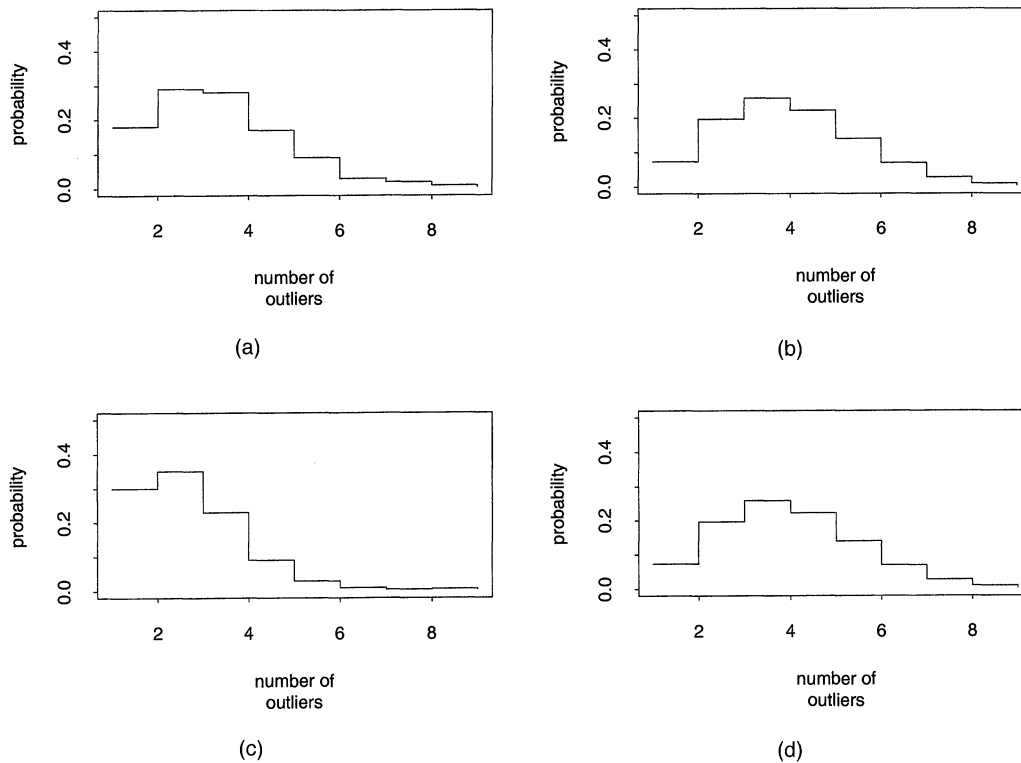 probability
0.4
0.2
0.0
2 4 6 8
number of
outliers
(a)
probability
0.4
0.2
0.0
2 4 6 8
number of
outliers
(b)
probability
0.4
0.2
0.0
2 4 6 8
number of
outliers
(c)
probability
0.4
0.2
0.0
2 4 6 8
number of
outliers
(d)